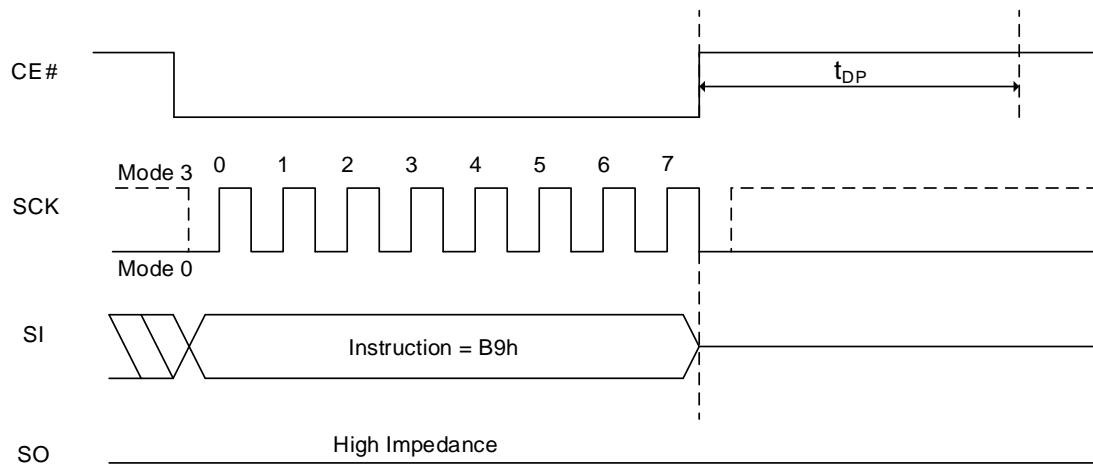 CE#
tDP
Mode 3
0 1 2 3 4 5 6 7
SCK
Mode 0
SI
Instruction = B9h
SO
High Impedance